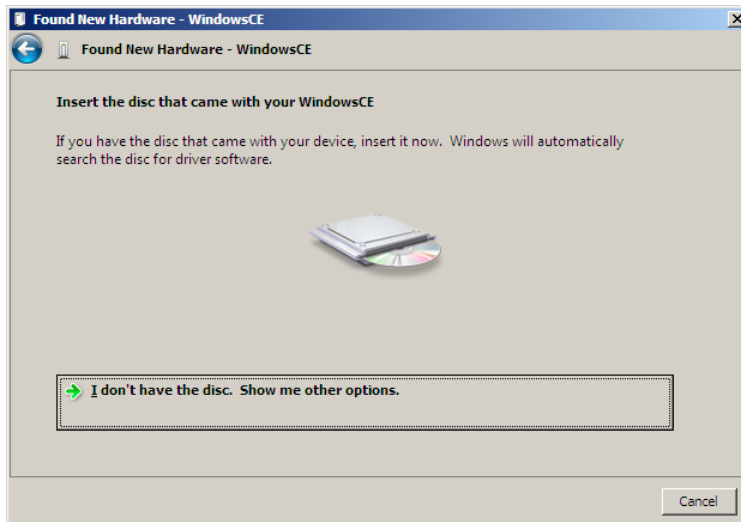 Found New Hardware - WindowsCE
Found New Hardware - WindowsCE
Insert the disc that came with your WindowsCE
If you have the disc that came with your device, insert it now. Windows will automatically
search the disc for driver software.
I don't have the disc. Show me other options.
Cancel